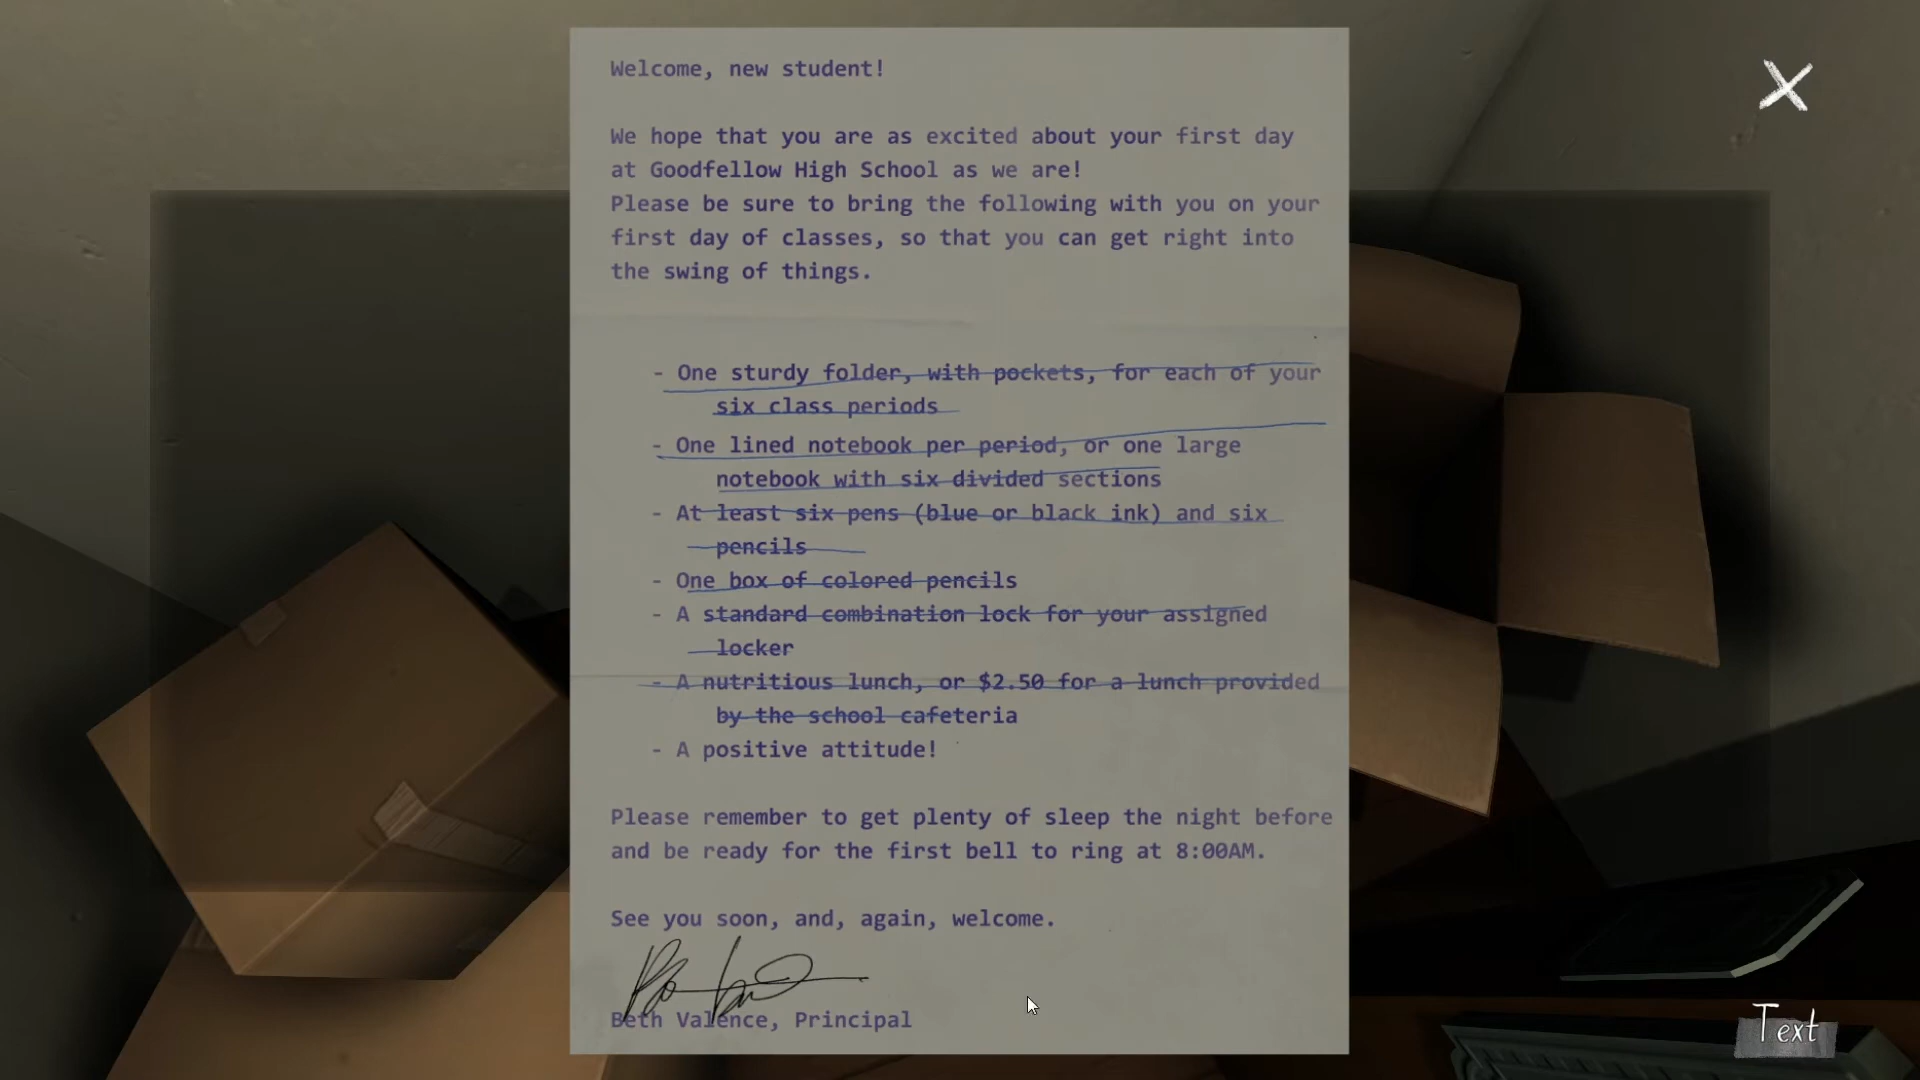 Welcome, new student!
We hope that you are as excited about your first day
at Goodfellow High School as we are!
Please be sure to bring the following with you on your
first day of classes, so that you can get right into
the swing of things.
- One sturdy folder, with pockets, for each of your
six class periods
- One lined notebook per period, or one large
notebook with six divided sections
- At least six pens (blue or black ink) and six
pencils
- One box of colored pencils
- A standard combination lock for your assigned
locker
- A nutritious lunch, or $2.50 for a lunch provided
by the school cafeteria
- A positive attitude!
Please remember to get plenty of sleep the night before
and be ready for the first bell to ring at 8:00AM.
See you soon, and, again, welcome.
Beth Valence, Principal
Text